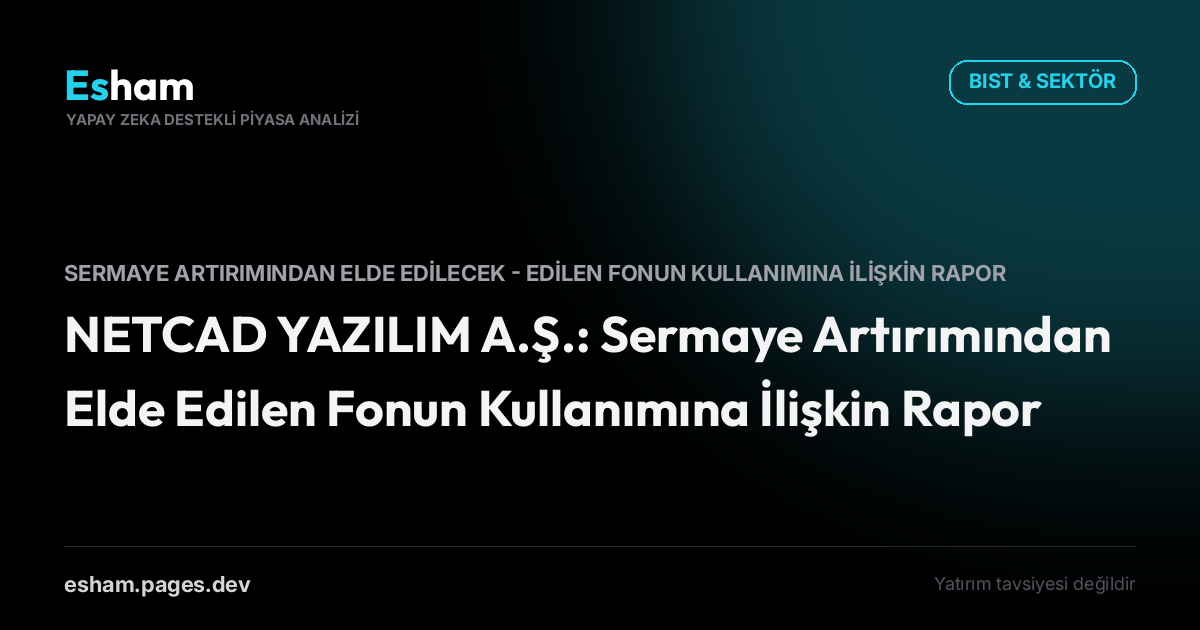 Esham
BIST & SEKTÖR
YAPAY ZEKA DESTEKLİ PİYASA ANALİZİ
SERMAYE ARTIRIMINDAN ELDE EDİLECEK - EDİLEN FONUN KULLANIMINA İLİŞKİN RAPOR
NETCAD YAZILIM A.Ş.: Sermaye Artırımından
Elde Edilen Fonun Kullanımına İlişkin Rapor
esham.pages.dev
Yatırım tavsiyesi değildir